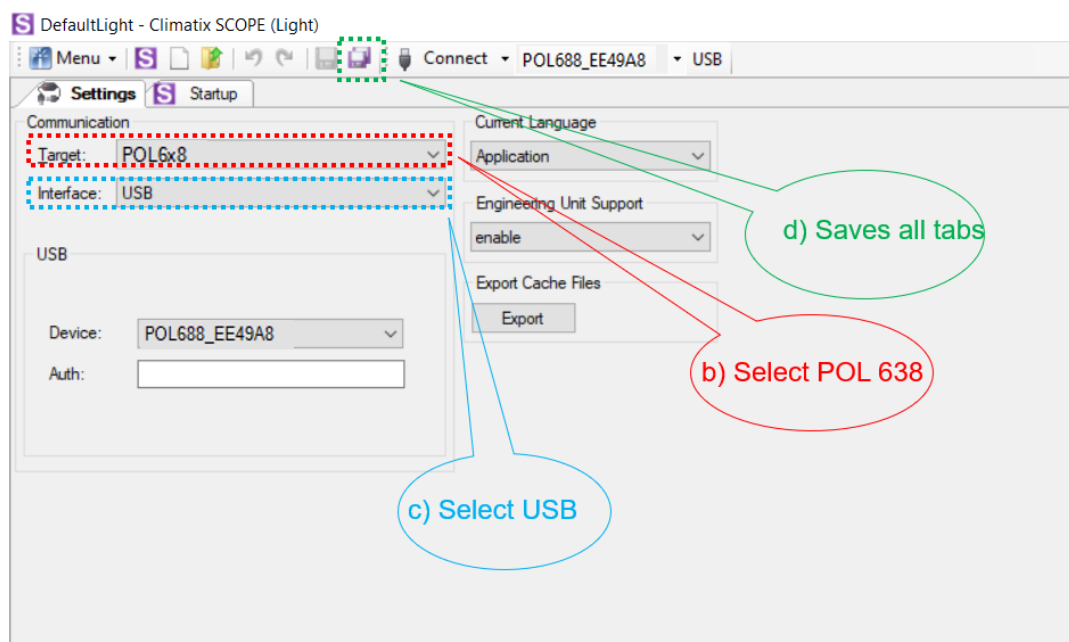 S DefaultLight - Climatix SCOPE (Light)
Menu S Connect POL688_EE49A8 USB
Settings S Startup
Communication
Target: POL6x8
Interface: USB
USB
Device: POL688_EE49A8
Auth:
Current Language
Application
Engineering Unit Support
enable
Export Cache Files
Export
d) Saves all tabs
b) Select POL 638
c) Select USB